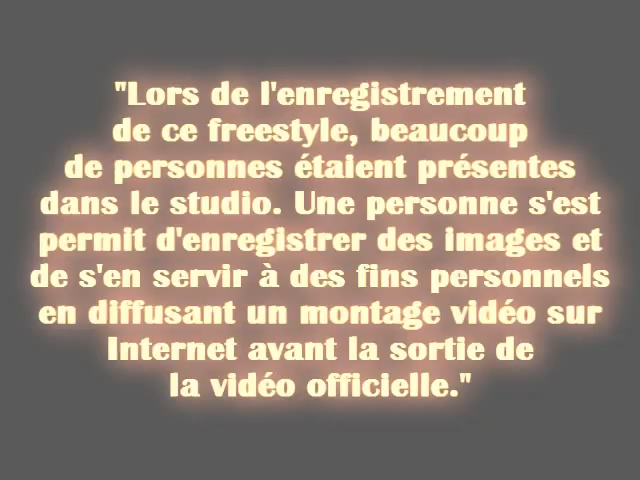 "Lors de l'enregistrement
de ce freestyle, beaucoup
de personnes étaient présentes
dans le studio. Une personne s'est
permit d'enregistrer des images et
de s'en servir à des fins personnels
en diffusant un montage vidéo sur
Internet avant la sortie de
la vidéo officielle."